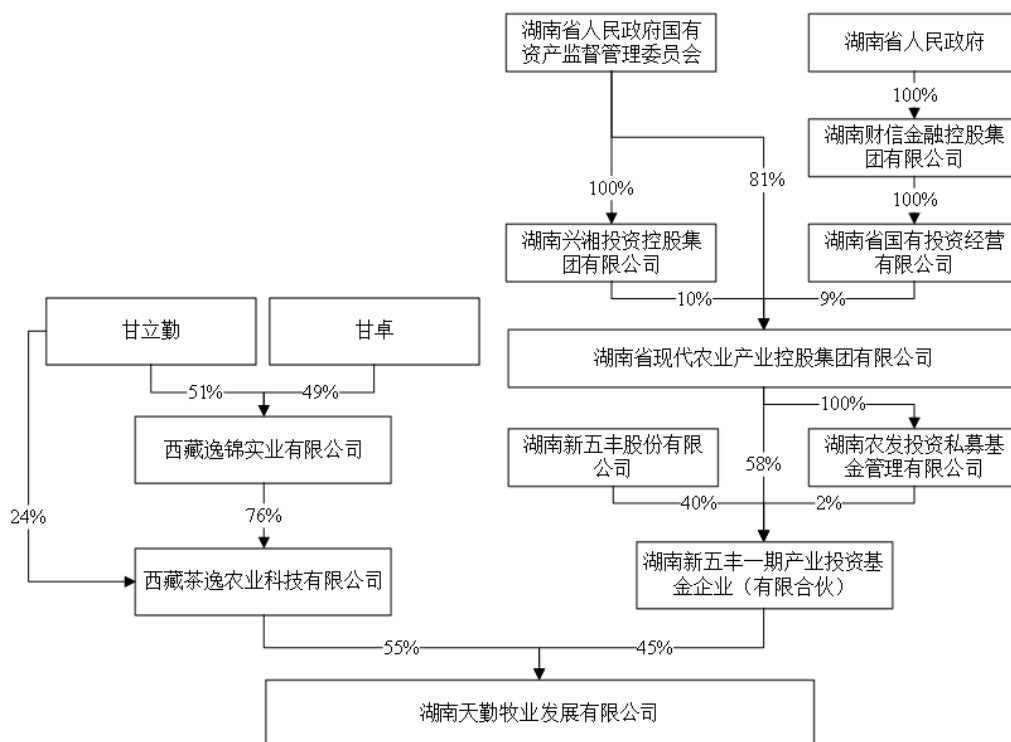 湖南省人民政府国有
资产监督管理委员会
湖南省人民政府
100%
湖南财信金融控股集
团有限公司
100%
81%
100%
湖南兴湘投资控股集
团有限公司
湖南省国有投资经营
有限公司
10%
9%
甘立勤
甘卓
湖南省现代农业产业控股集团有限公司
51%
49%
100%
西藏逸锦实业有限公司
湖南新五丰股份有限
公司
湖南农发投资私募基
金管理有限公司
58%
24%
76%
40%
2%
西藏茶逸农业科技有限公司
湖南新五丰一期产业投资基
金企业（有限合伙）
55%
45%
湖南天勤牧业发展有限公司